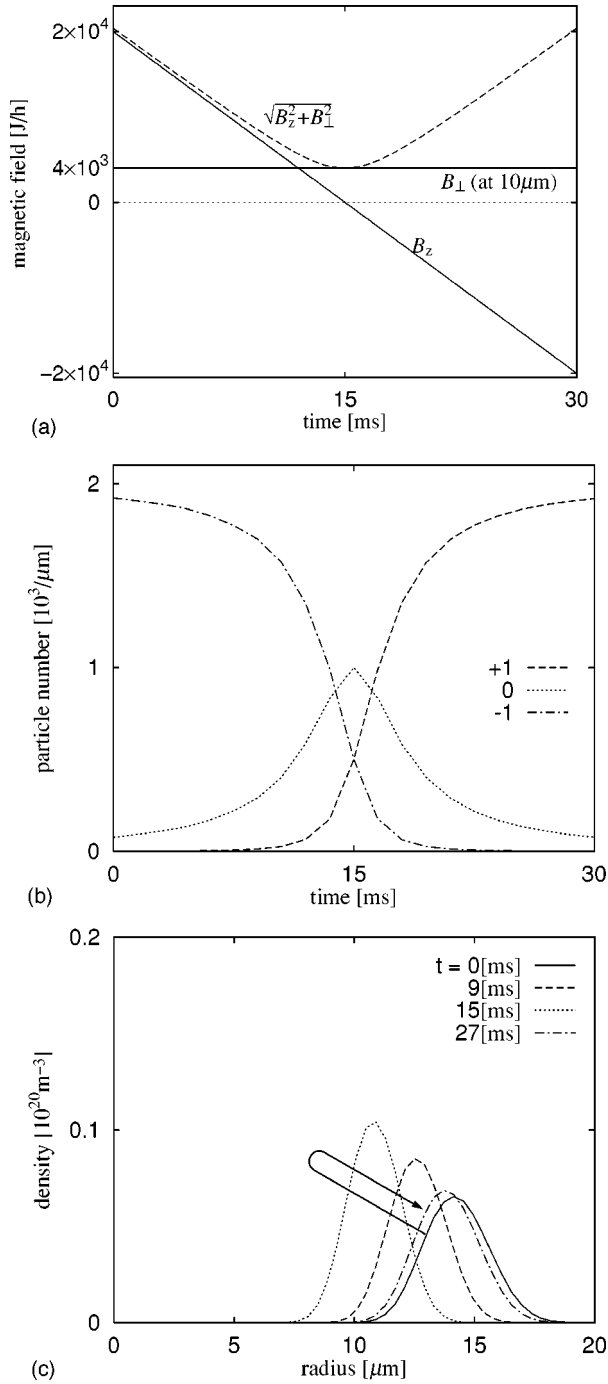 2×10⁴
√B_z²+B_⊥²
4×10³
B_⊥ (at 10μm)
0
B_z
−2×10⁴
magnetic field [J/h]
0 15 30
time [ms]
(a)
2
1
0
particle number [10³/μm]
+1
0
-1
0 15 30
time [ms]
(b)
0.2
0.1
0
density [10²⁰m⁻³]
t = 0[ms]
9[ms]
15[ms]
27[ms]
0 5 10 15 20
radius [μm]
(c)